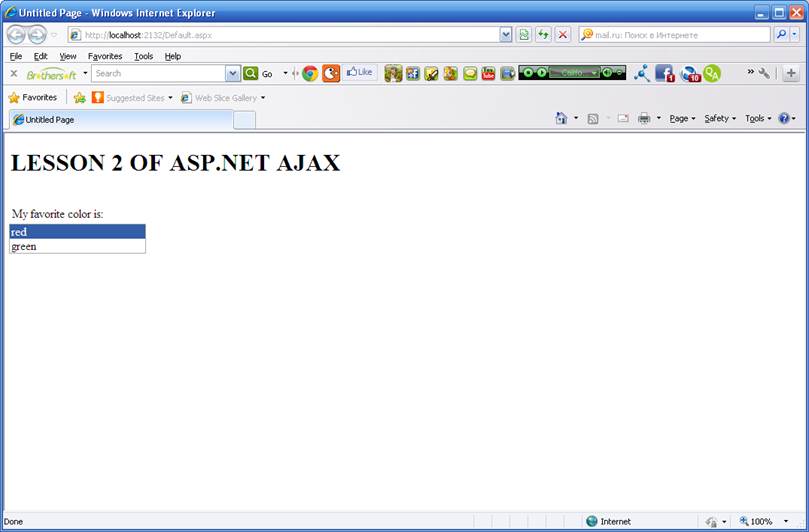 Untitled Page - Windows Internet Explorer
http://localhost:2132/Default.aspx mail.ru: Поиск в Интернете
File Edit View Favorites Tools Help
Brothersoft Search Go Like 1 10
Favorites Suggested Sites Web Slice Gallery
Untitled Page Page Safety Tools
LESSON 2 OF ASP.NET AJAX
My favorite color is:
red
green
Done Internet 100%